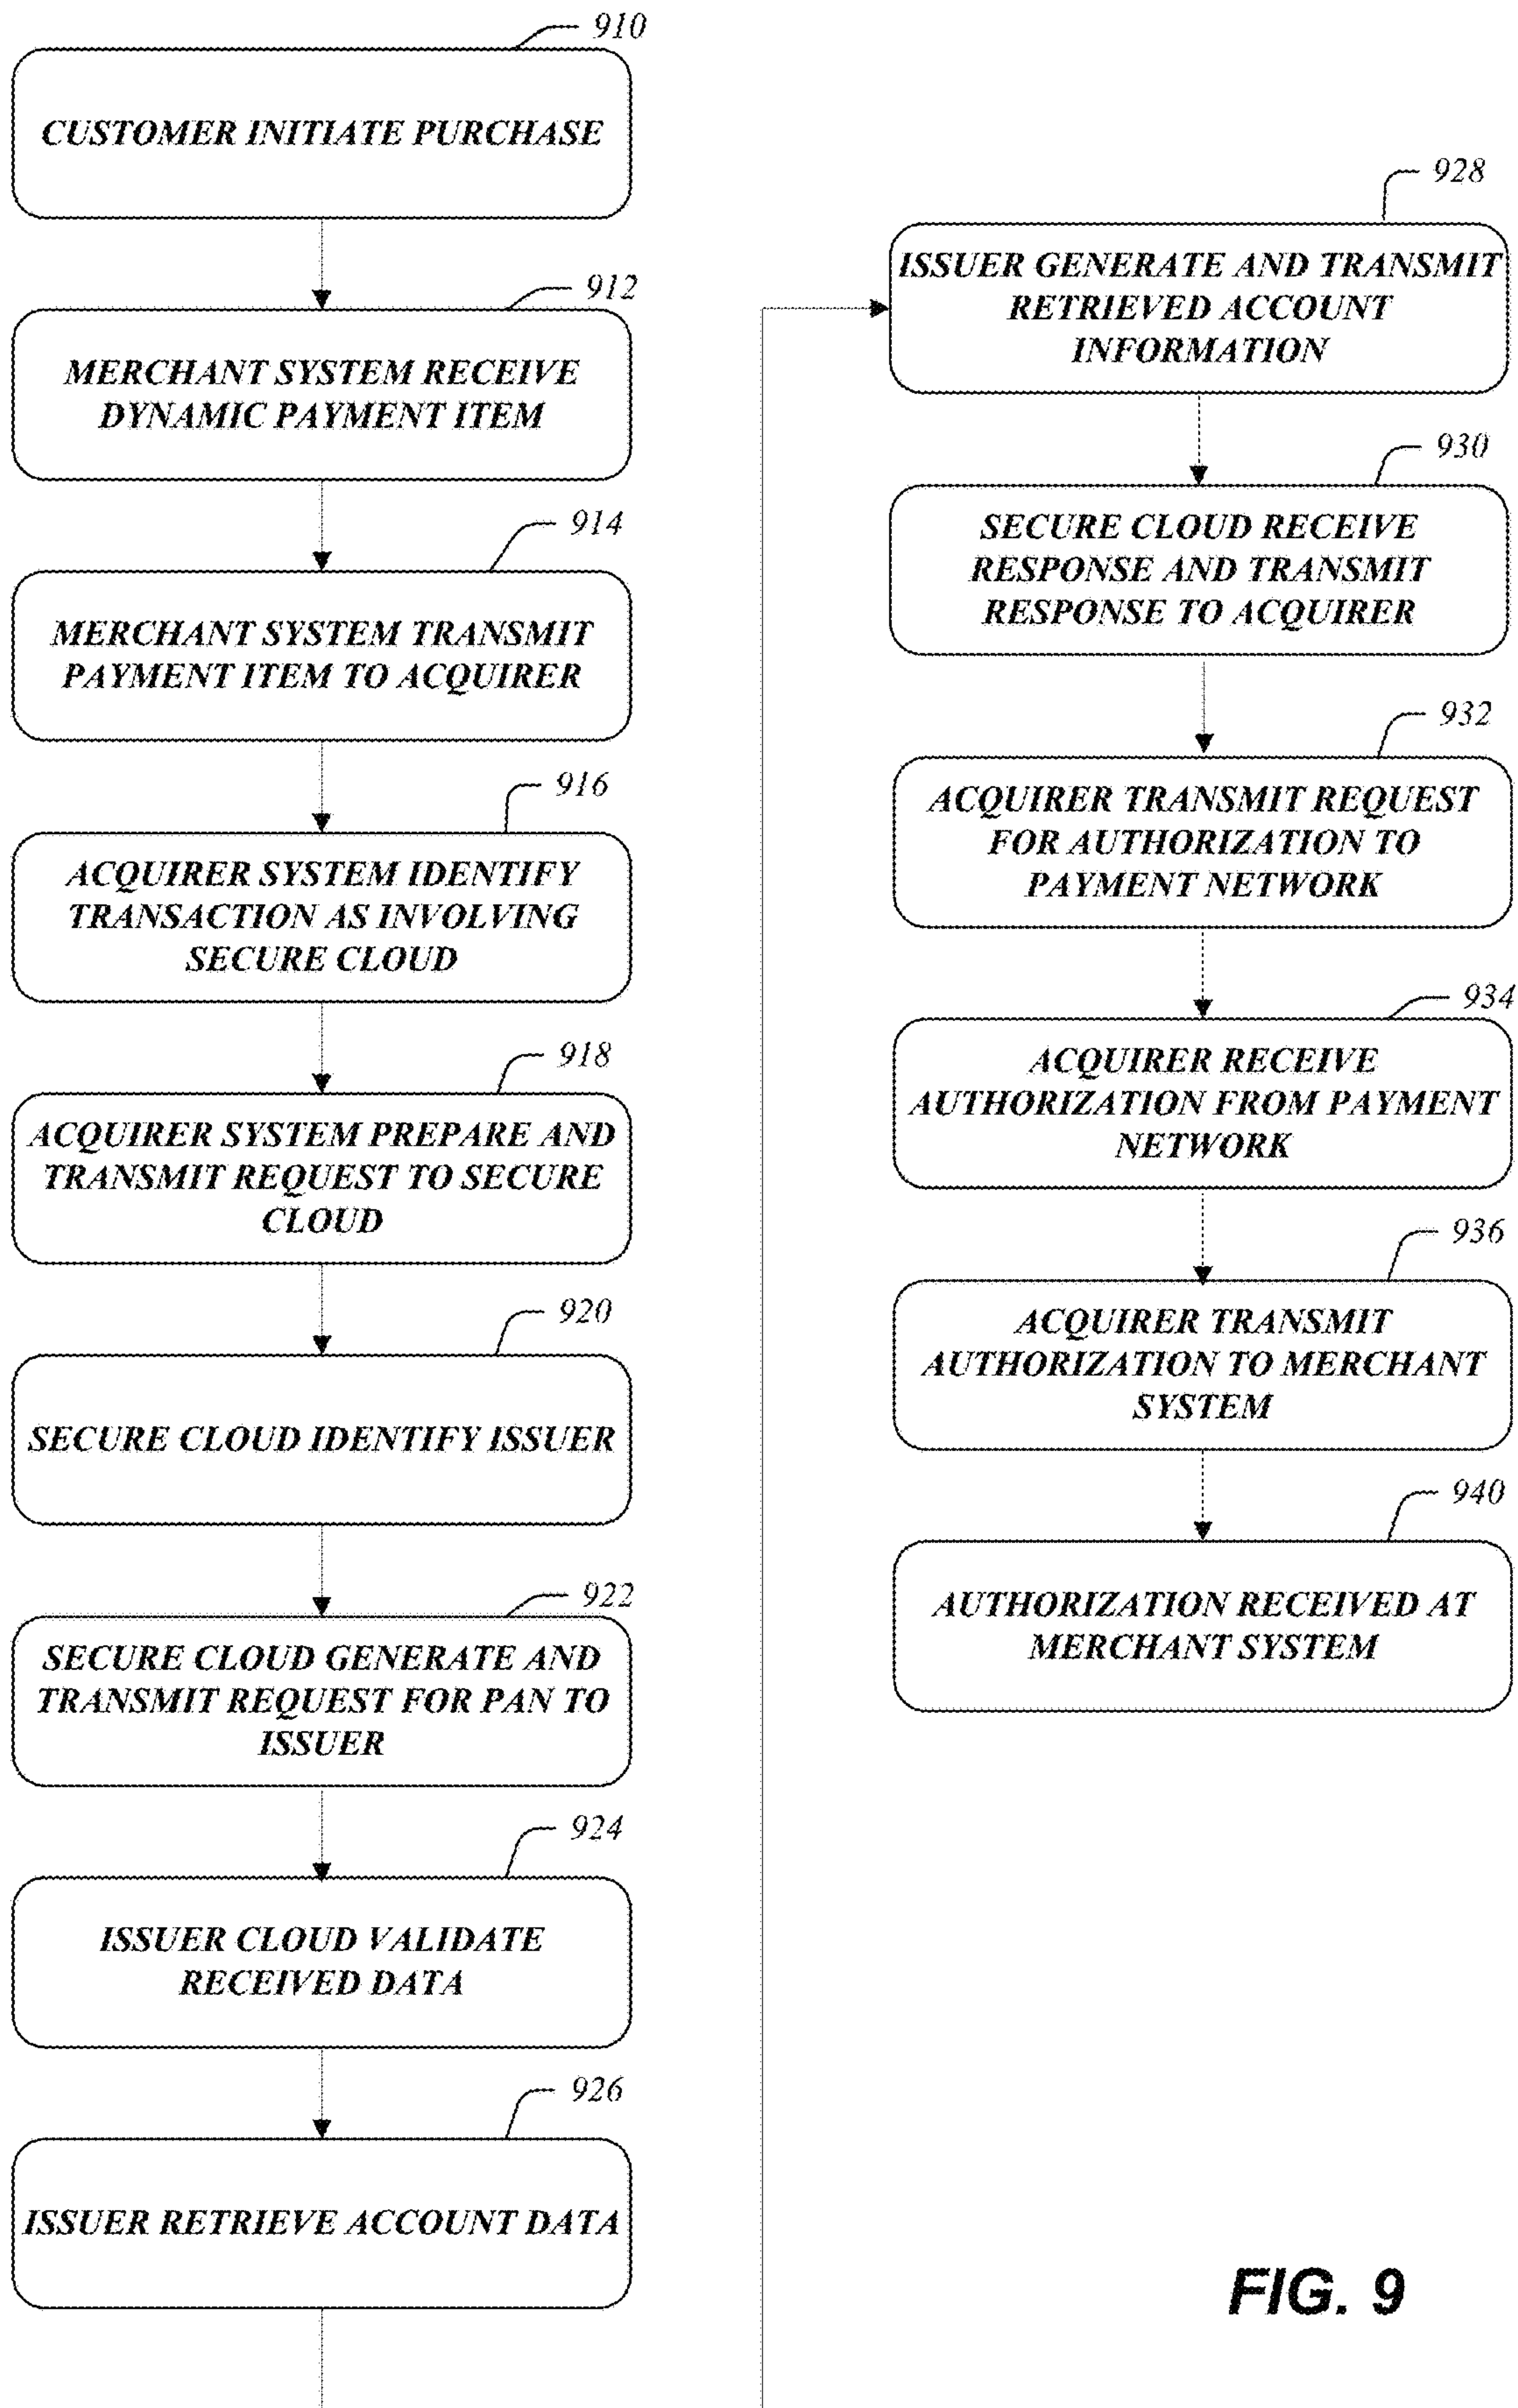 910
CUSTOMER INITIATE PURCHASE
912
MERCHANT SYSTEM RECEIVE
DYNAMIC PAYMENT ITEM
914
MERCHANT SYSTEM TRANSMIT
PAYMENT ITEM TO ACQUIRER
916
ACQUIRER SYSTEM IDENTIFY
TRANSACTION AS INVOLVING
SECURE CLOUD
918
ACQUIRER SYSTEM PREPARE AND
TRANSMIT REQUEST TO SECURE
CLOUD
920
SECURE CLOUD IDENTIFY ISSUER
922
SECURE CLOUD GENERATE AND
TRANSMIT REQUEST FOR PAN TO
ISSUER
924
ISSUER CLOUD VALIDATE
RECEIVED DATA
926
ISSUER RETRIEVE ACCOUNT DATA
928
ISSUER GENERATE AND TRANSMIT
RETRIEVED ACCOUNT
INFORMATION
930
SECURE CLOUD RECEIVE
RESPONSE AND TRANSMIT
RESPONSE TO ACQUIRER
932
ACQUIRER TRANSMIT REQUEST
FOR AUTHORIZATION TO
PAYMENT NETWORK
934
ACQUIRER RECEIVE
AUTHORIZATION FROM PAYMENT
NETWORK
936
ACQUIRER TRANSMIT
AUTHORIZATION TO MERCHANT
SYSTEM
940
AUTHORIZATION RECEIVED AT
MERCHANT SYSTEM
FIG. 9